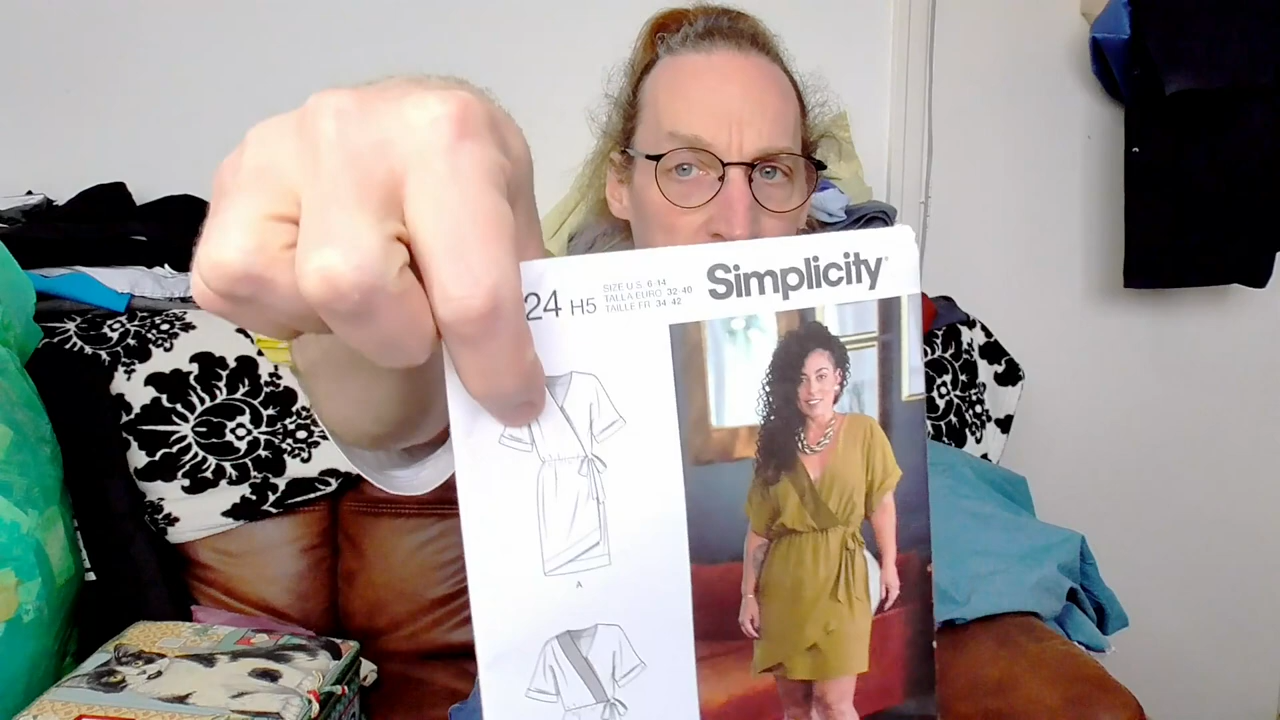 24 H5
SIZE U.S. 6-14
TALLA EURO 32-40
TAILLE FR. 34-42
Simplicity
A